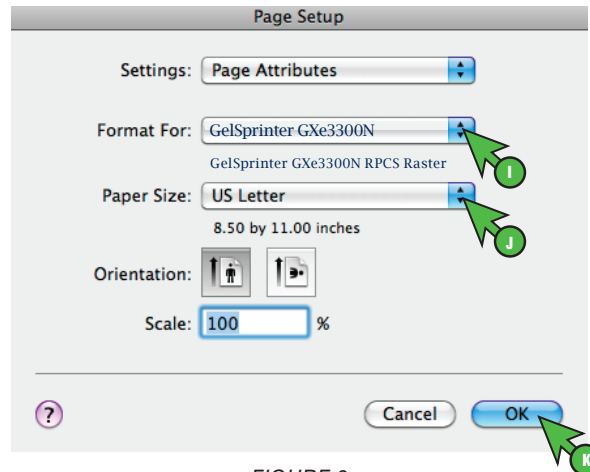 Page Setup
Settings: Page Attributes
Format For: GelSprinter GXe3300N
I
GelSprinter GXe3300N RPCS Raster
Paper Size: US Letter
J
8.50 by 11.00 inches
Orientation:
Scale: 100 %
? Cancel OK
K